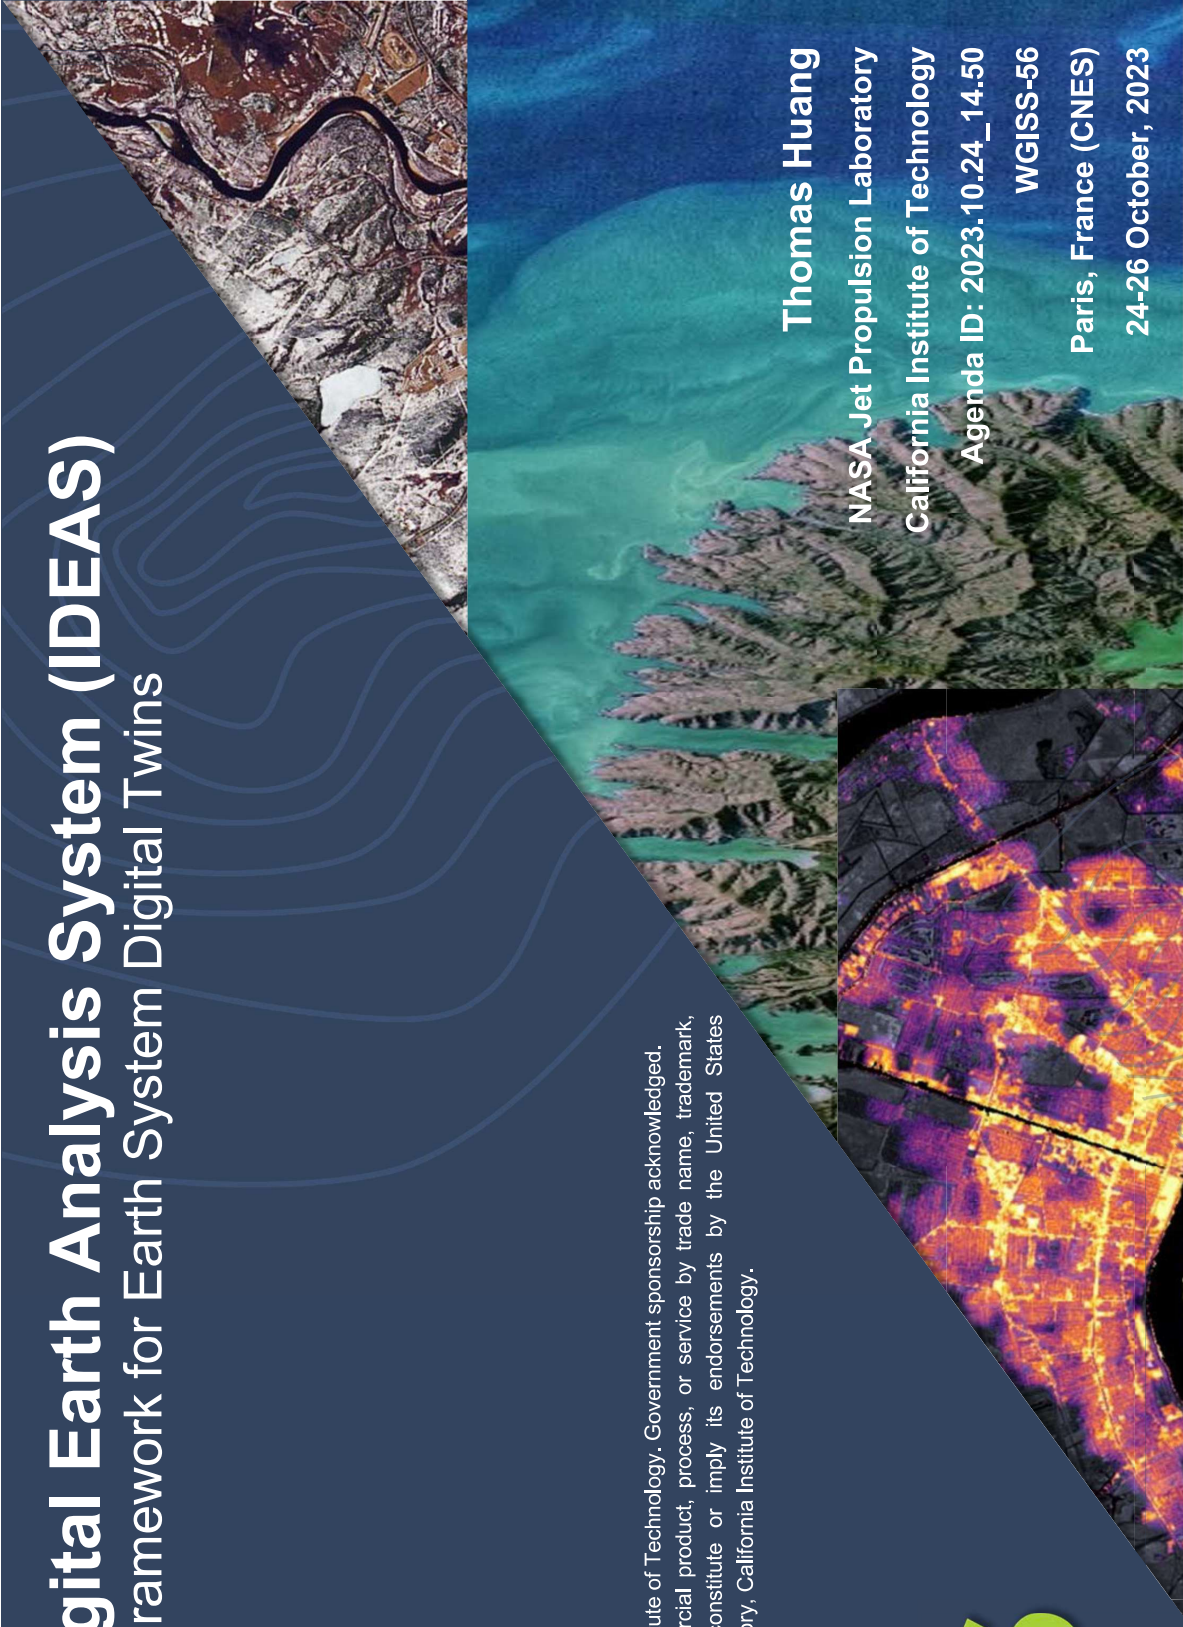 gital Earth Analysis System (IDEAS)
ramework for Earth System Digital Twins
Thomas Huang
NASA Jet Propulsion Laboratory
California Institute of Technology
Agenda ID: 2023.10.24_14.50
WGISS-56
Paris, France (CNES)
24-26 October, 2023
ute of Technology. Government sponsorship acknowledged.
rcial product, process, or service by trade name, trademark,
constitute or imply its endorsements by the United States
ory, California Institute of Technology.